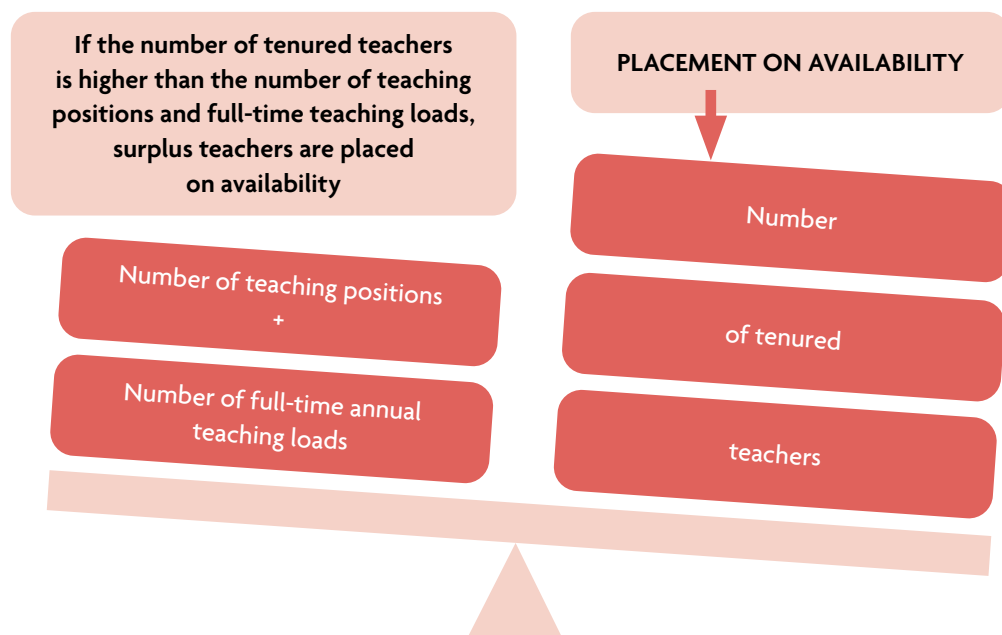 If the number of tenured teachers
is higher than the number of teaching
positions and full-time teaching loads,
surplus teachers are placed
on availability
PLACEMENT ON AVAILABILITY
Number of teaching positions
+
Number of full-time annual
teaching loads
Number
of tenured
teachers